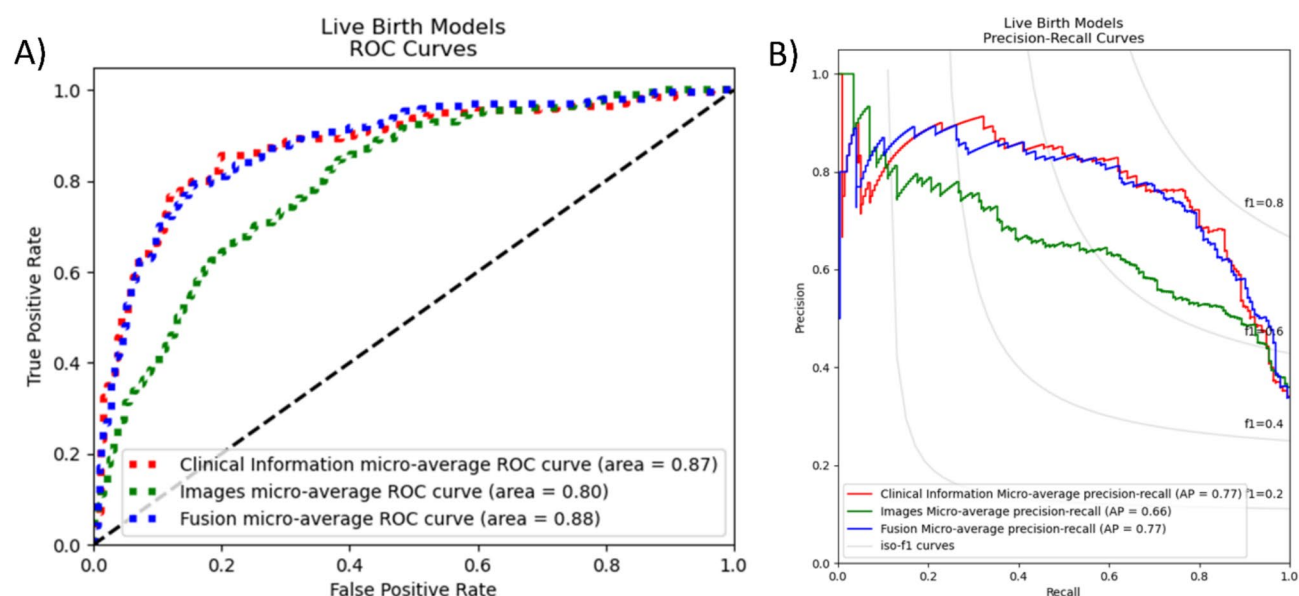 A)
Live Birth Models
ROC Curves
True Positive Rate
1.0
0.8
0.6
0.4
0.2
0.0
Clinical Information micro-average ROC curve (area = 0.87)
Images micro-average ROC curve (area = 0.80)
Fusion micro-average ROC curve (area = 0.88)
0.0 0.2 0.4 0.6 0.8 1.0
False Positive Rate
B)
Live Birth Models
Precision-Recall Curves
Precision
1.0
0.8
0.6
0.4
0.2
0.0
f1=0.8
f1=0.6
f1=0.4
f1=0.2
Clinical Information Micro-average precision-recall (AP = 0.77)
Images Micro-average precision-recall (AP = 0.66)
Fusion Micro-average precision-recall (AP = 0.77)
iso-f1 curves
0.0 0.2 0.4 0.6 0.8 1.0
Recall